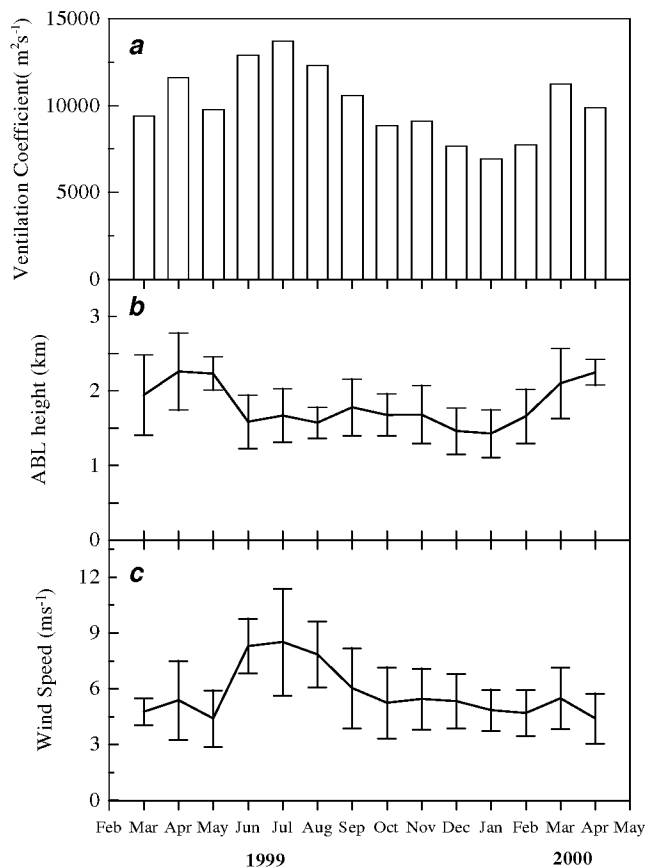 a
Ventilation Coefficient( m²s⁻¹)
15000
10000
5000
0
b
ABL height (km)
3
2
1
0
c
Wind Speed (ms⁻¹)
12
9
6
3
0
Feb Mar Apr May Jun Jul Aug Sep Oct Nov Dec Jan Feb Mar Apr May
1999 2000